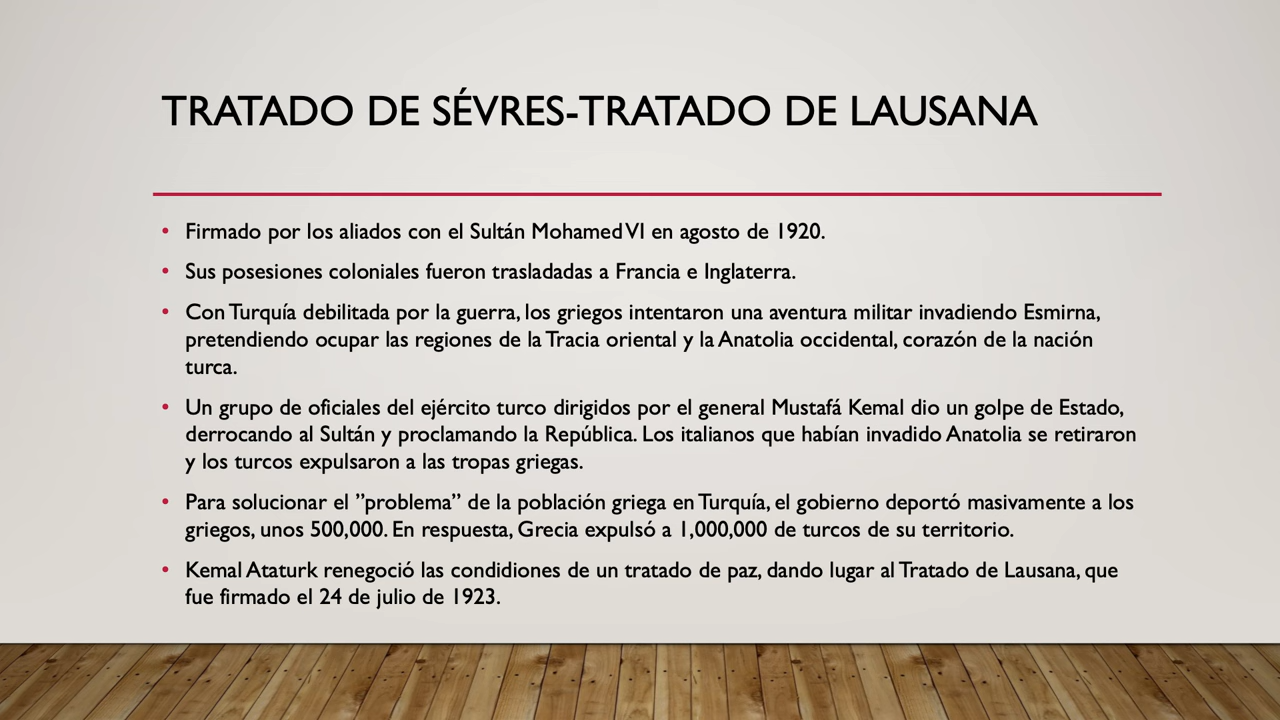 TRATADO DE SÉVRES-TRATADO DE LAUSANA
• Firmado por los aliados con el Sultán Mohamed VI en agosto de 1920.
• Sus posesiones coloniales fueron trasladadas a Francia e Inglaterra.
• Con Turquía debilitada por la guerra, los griegos intentaron una aventura militar invadiendo Esmirna,
pretendiendo ocupar las regiones de la Tracia oriental y la Anatolia occidental, corazón de la nación
turca.
• Un grupo de oficiales del ejército turco dirigidos por el general Mustafá Kemal dio un golpe de Estado,
derrocando al Sultán y proclamando la República. Los italianos que habían invadido Anatolia se retiraron
y los turcos expulsaron a las tropas griegas.
• Para solucionar el ”problema” de la población griega en Turquía, el gobierno deportó masivamente a los
griegos, unos 500,000. En respuesta, Grecia expulsó a 1,000,000 de turcos de su territorio.
• Kemal Ataturk renegoció las condidiones de un tratado de paz, dando lugar al Tratado de Lausana, que
fue firmado el 24 de julio de 1923.